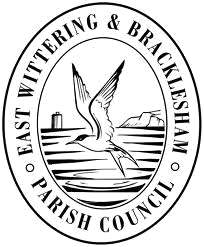 EAST WITTERING & BRACKLESHAM
PARISH COUNCIL